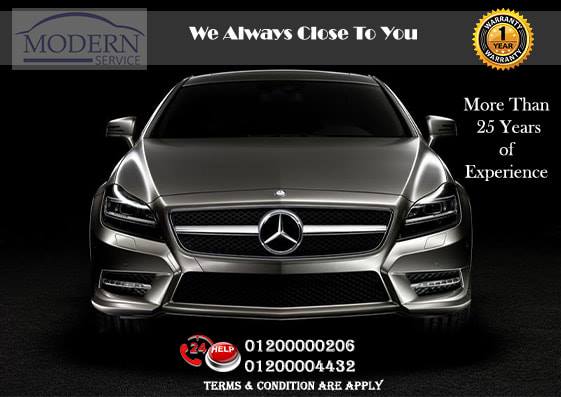 MODERN
SERVICE
We Always Close To You
WARRANTY
1
YEAR
WARRANTY
More Than
25 Years
of
Experience
24
HELP
01200000206
01200004432
TERMS & CONDITION ARE APPLY